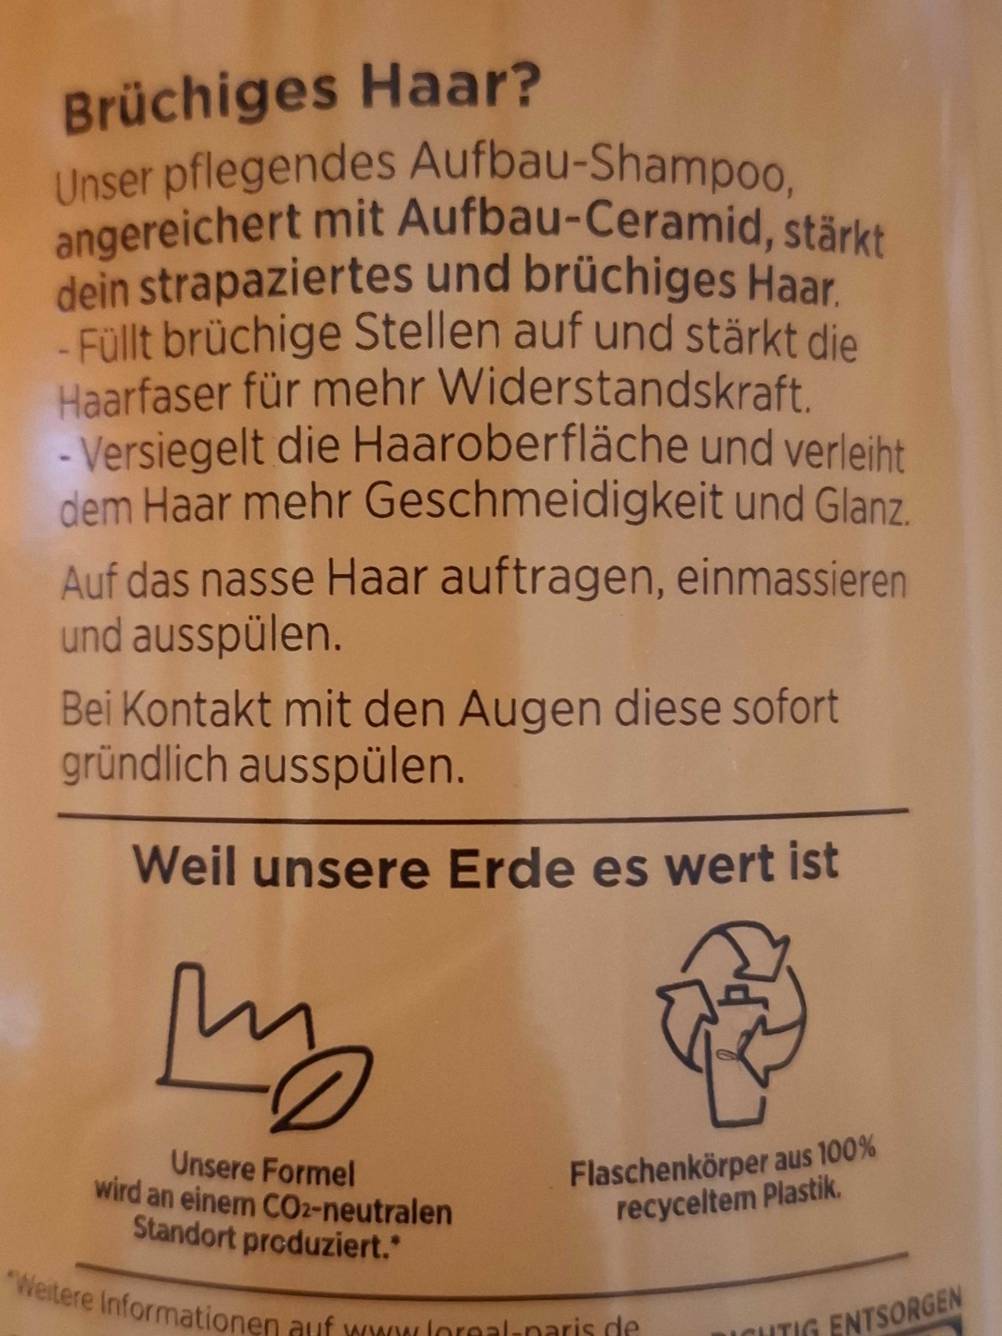 Brüchiges Haar?
Unser pflegendes Aufbau-Shampoo,
angereichert mit Aufbau-Ceramid, stärkt
dein strapaziertes und brüchiges Haar.
- Füllt brüchige Stellen auf und stärkt die
Haarfaser für mehr Widerstandskraft.
- Versiegelt die Haaroberfläche und verleiht
dem Haar mehr Geschmeidigkeit und Glanz.
Auf das nasse Haar auftragen, einmassieren
und ausspülen.
Bei Kontakt mit den Augen diese sofort
gründlich ausspülen.
Weil unsere Erde es wert ist
Unsere Formel
wird an einem CO2-neutralen
Standort produziert.*
Flaschenkörper aus 100%
recyceltem Plastik.
*Weitere Informationen auf www.loreal-paris.de
ENTSORGEN